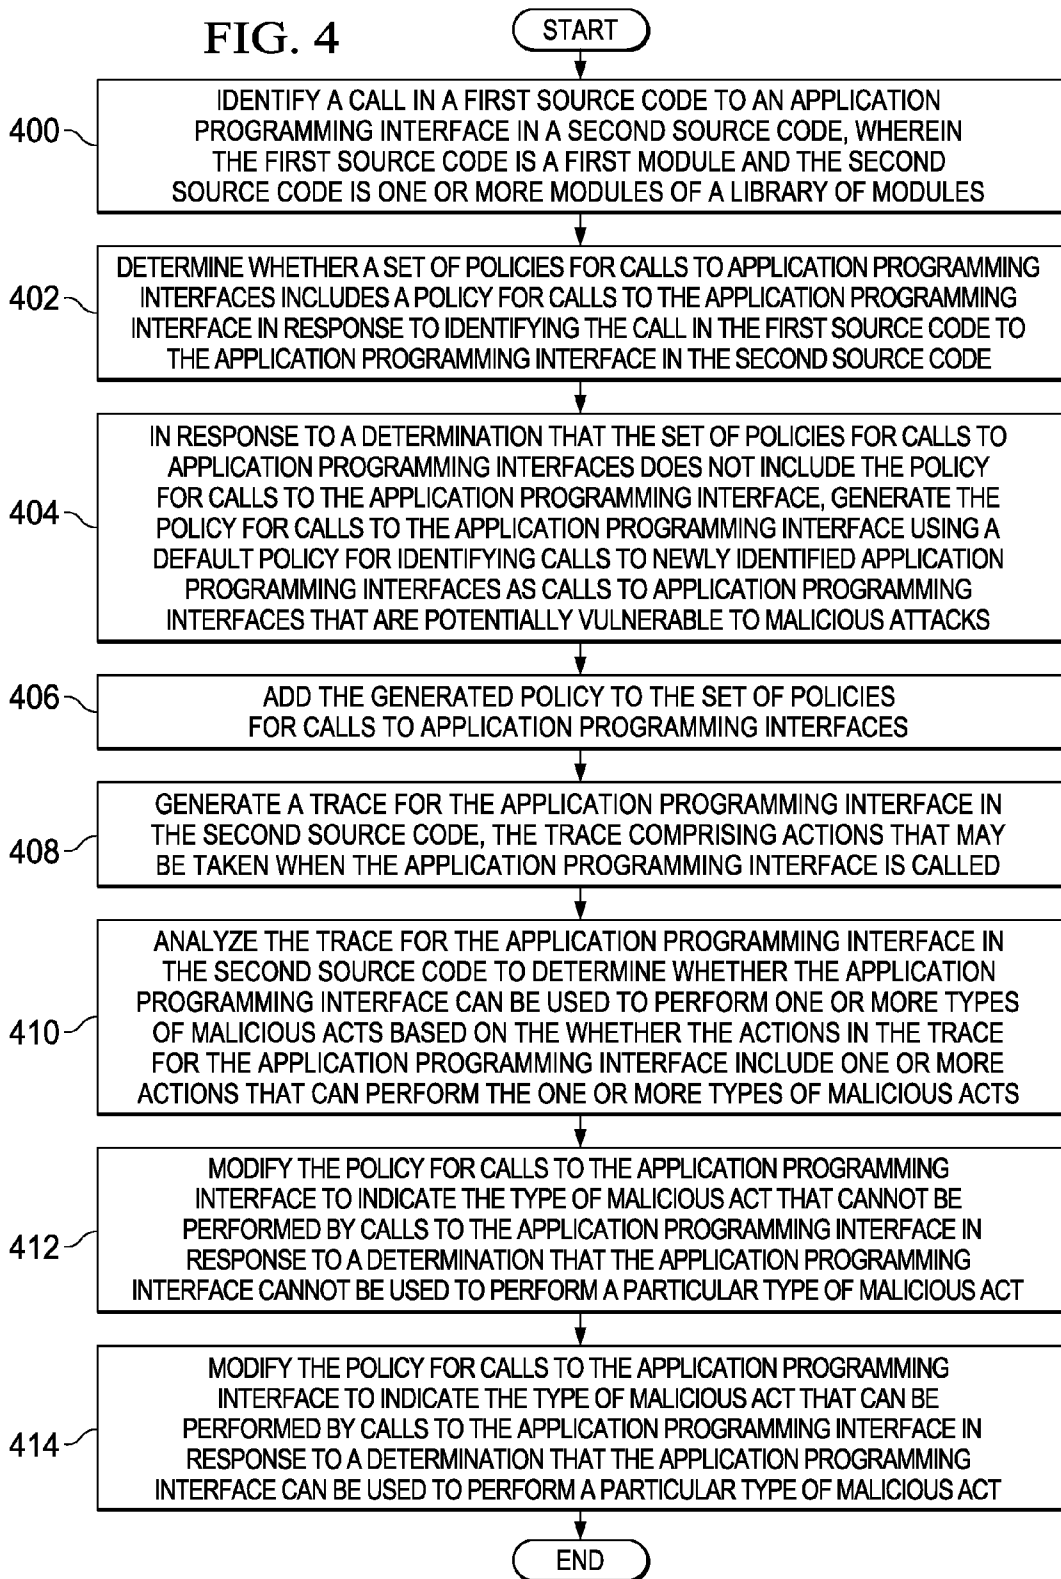 FIG. 4
START
400
IDENTIFY A CALL IN A FIRST SOURCE CODE TO AN APPLICATION
PROGRAMMING INTERFACE IN A SECOND SOURCE CODE, WHEREIN
THE FIRST SOURCE CODE IS A FIRST MODULE AND THE SECOND
SOURCE CODE IS ONE OR MORE MODULES OF A LIBRARY OF MODULES
402
DETERMINE WHETHER A SET OF POLICIES FOR CALLS TO APPLICATION PROGRAMMING
INTERFACES INCLUDES A POLICY FOR CALLS TO THE APPLICATION PROGRAMMING
INTERFACE IN RESPONSE TO IDENTIFYING THE CALL IN THE FIRST SOURCE CODE TO
THE APPLICATION PROGRAMMING INTERFACE IN THE SECOND SOURCE CODE
404
IN RESPONSE TO A DETERMINATION THAT THE SET OF POLICIES FOR CALLS TO
APPLICATION PROGRAMMING INTERFACES DOES NOT INCLUDE THE POLICY
FOR CALLS TO THE APPLICATION PROGRAMMING INTERFACE, GENERATE THE
POLICY FOR CALLS TO THE APPLICATION PROGRAMMING INTERFACE USING A
DEFAULT POLICY FOR IDENTIFYING CALLS TO NEWLY IDENTIFIED APPLICATION
PROGRAMMING INTERFACES AS CALLS TO APPLICATION PROGRAMMING
INTERFACES THAT ARE POTENTIALLY VULNERABLE TO MALICIOUS ATTACKS
406
ADD THE GENERATED POLICY TO THE SET OF POLICIES
FOR CALLS TO APPLICATION PROGRAMMING INTERFACES
408
GENERATE A TRACE FOR THE APPLICATION PROGRAMMING INTERFACE IN
THE SECOND SOURCE CODE, THE TRACE COMPRISING ACTIONS THAT MAY
BE TAKEN WHEN THE APPLICATION PROGRAMMING INTERFACE IS CALLED
410
ANALYZE THE TRACE FOR THE APPLICATION PROGRAMMING INTERFACE IN
THE SECOND SOURCE CODE TO DETERMINE WHETHER THE APPLICATION
PROGRAMMING INTERFACE CAN BE USED TO PERFORM ONE OR MORE TYPES
OF MALICIOUS ACTS BASED ON THE WHETHER THE ACTIONS IN THE TRACE
FOR THE APPLICATION PROGRAMMING INTERFACE INCLUDE ONE OR MORE
ACTIONS THAT CAN PERFORM THE ONE OR MORE TYPES OF MALICIOUS ACTS
412
MODIFY THE POLICY FOR CALLS TO THE APPLICATION PROGRAMMING
INTERFACE TO INDICATE THE TYPE OF MALICIOUS ACT THAT CANNOT BE
PERFORMED BY CALLS TO THE APPLICATION PROGRAMMING INTERFACE IN
RESPONSE TO A DETERMINATION THAT THE APPLICATION PROGRAMMING
INTERFACE CANNOT BE USED TO PERFORM A PARTICULAR TYPE OF MALICIOUS ACT
414
MODIFY THE POLICY FOR CALLS TO THE APPLICATION PROGRAMMING
INTERFACE TO INDICATE THE TYPE OF MALICIOUS ACT THAT CAN BE
PERFORMED BY CALLS TO THE APPLICATION PROGRAMMING INTERFACE IN
RESPONSE TO A DETERMINATION THAT THE APPLICATION PROGRAMMING
INTERFACE CAN BE USED TO PERFORM A PARTICULAR TYPE OF MALICIOUS ACT
END